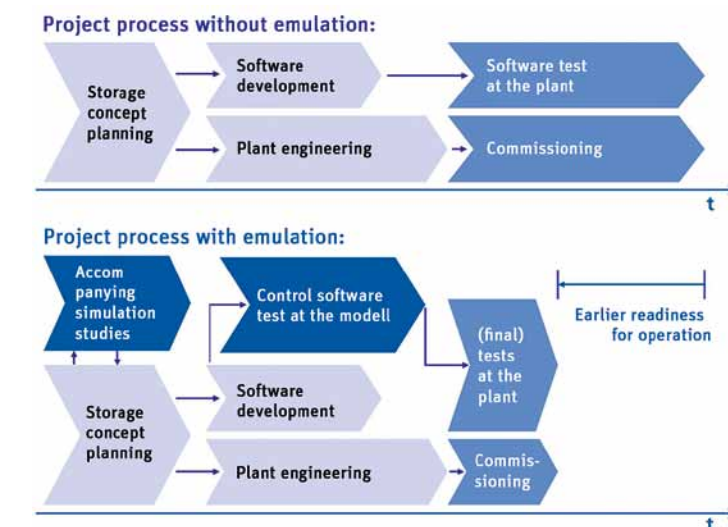 Project process without emulation:
Storage
concept
planning
Software
development
Software test
at the plant
Plant engineering
Commissioning
t
Project process with emulation:
Accom
panying
simulation
studies
Control software
test at the modell
(final)
tests
at the
plant
Earlier readiness
for operation
Storage
concept
planning
Software
development
Plant engineering
Commis-
sioning
t